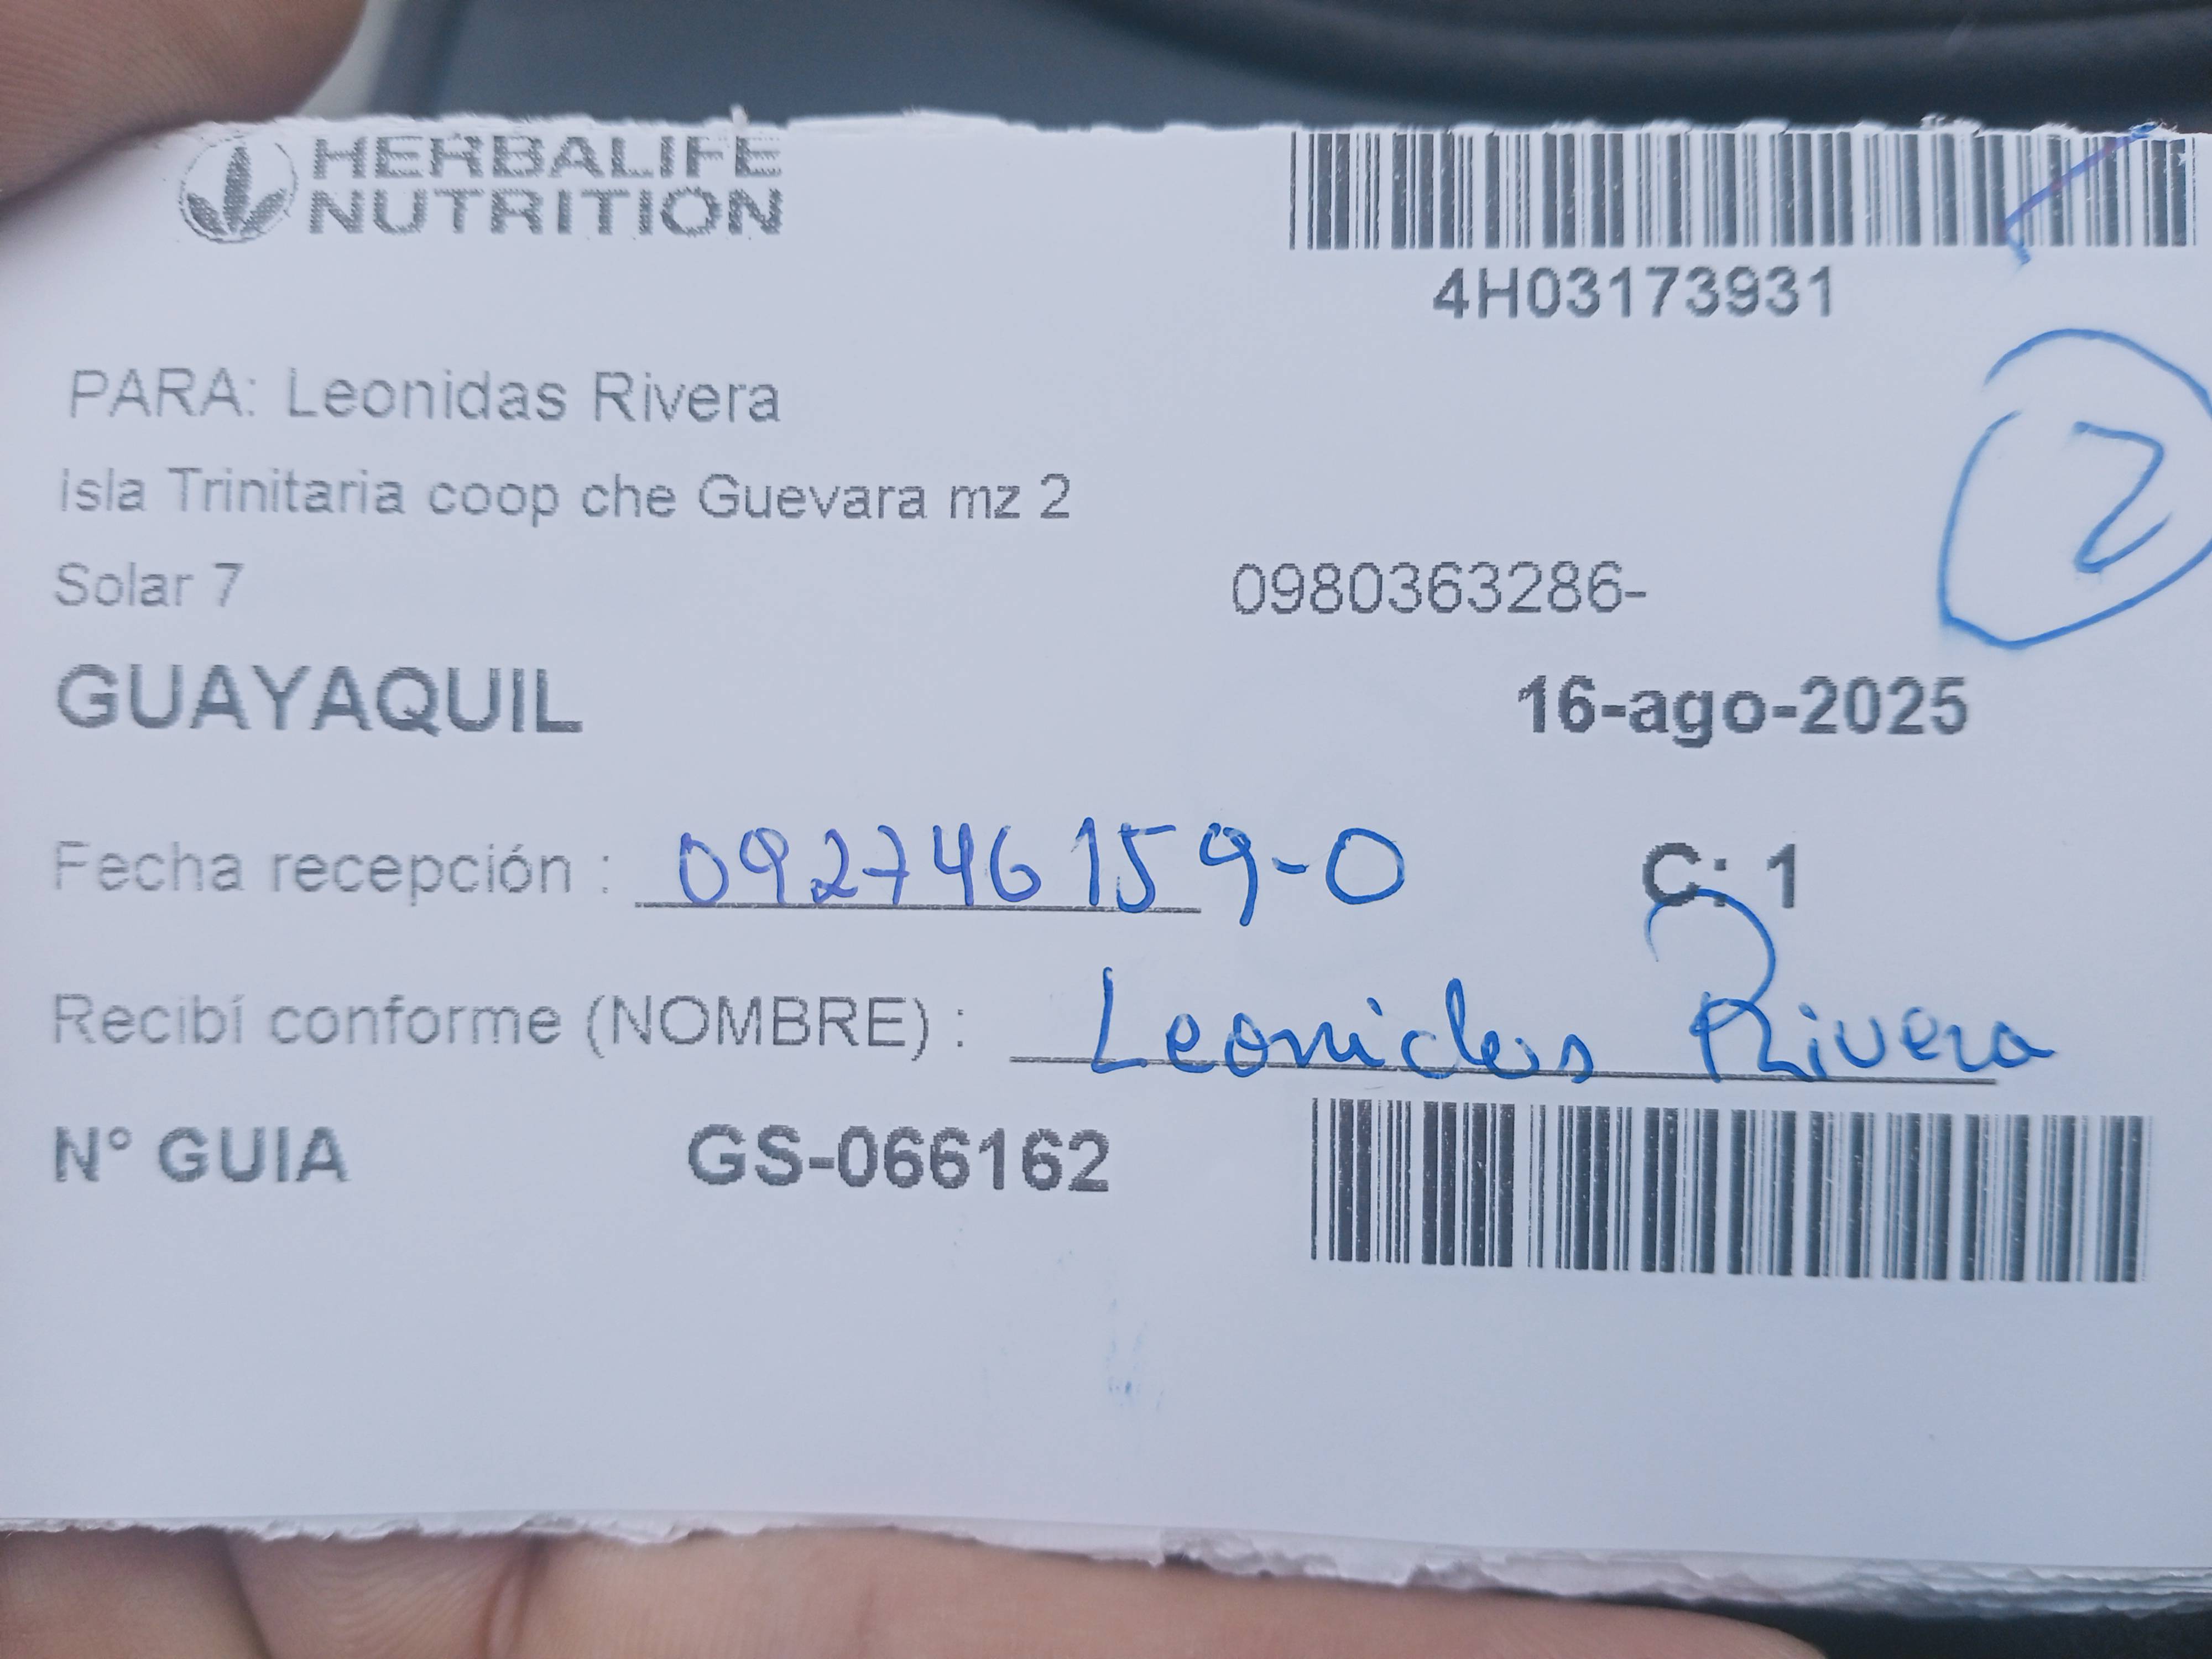 HERBALIFE
NUTRITION
4H03173931
PARA: Leonidas Rivera
isla Trinitaria coop che Guevara mz 2
2
Solar 7 0980363286-
GUAYAQUIL 16-ago-2025
Fecha recepción : 092746159-0 C: 1
Recibí conforme (NOMBRE) : Leonidas Rivera
N° GUIA GS-066162